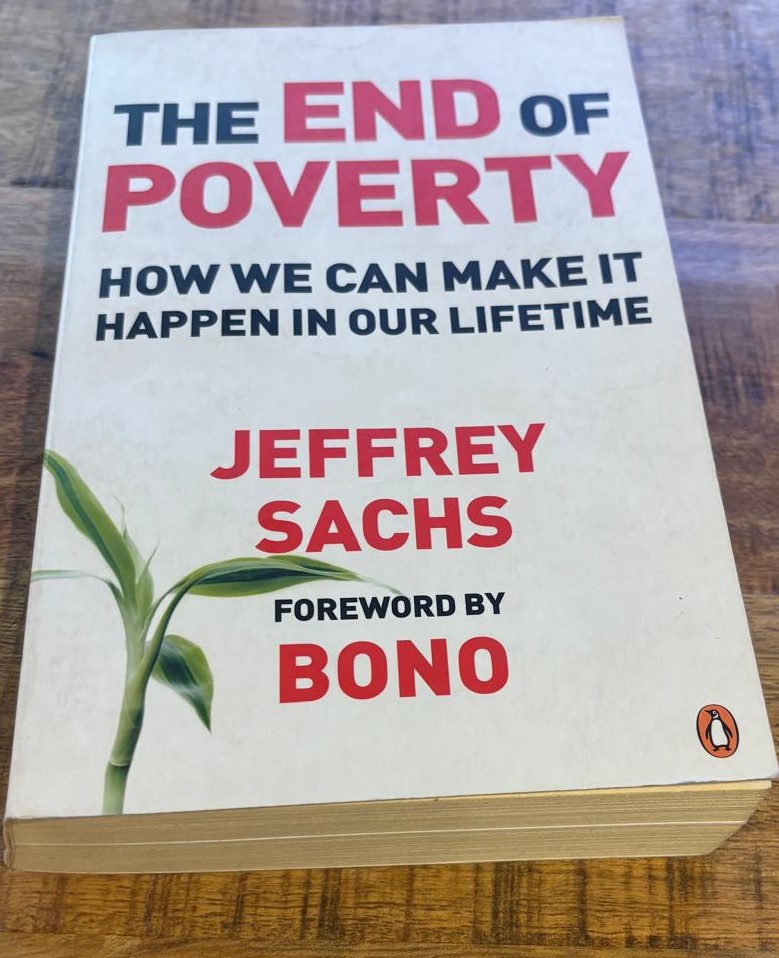 THE END OF
POVERTY
HOW WE CAN MAKE IT
HAPPEN IN OUR LIFETIME
JEFFREY
SACHS
FOREWORD BY
BONO